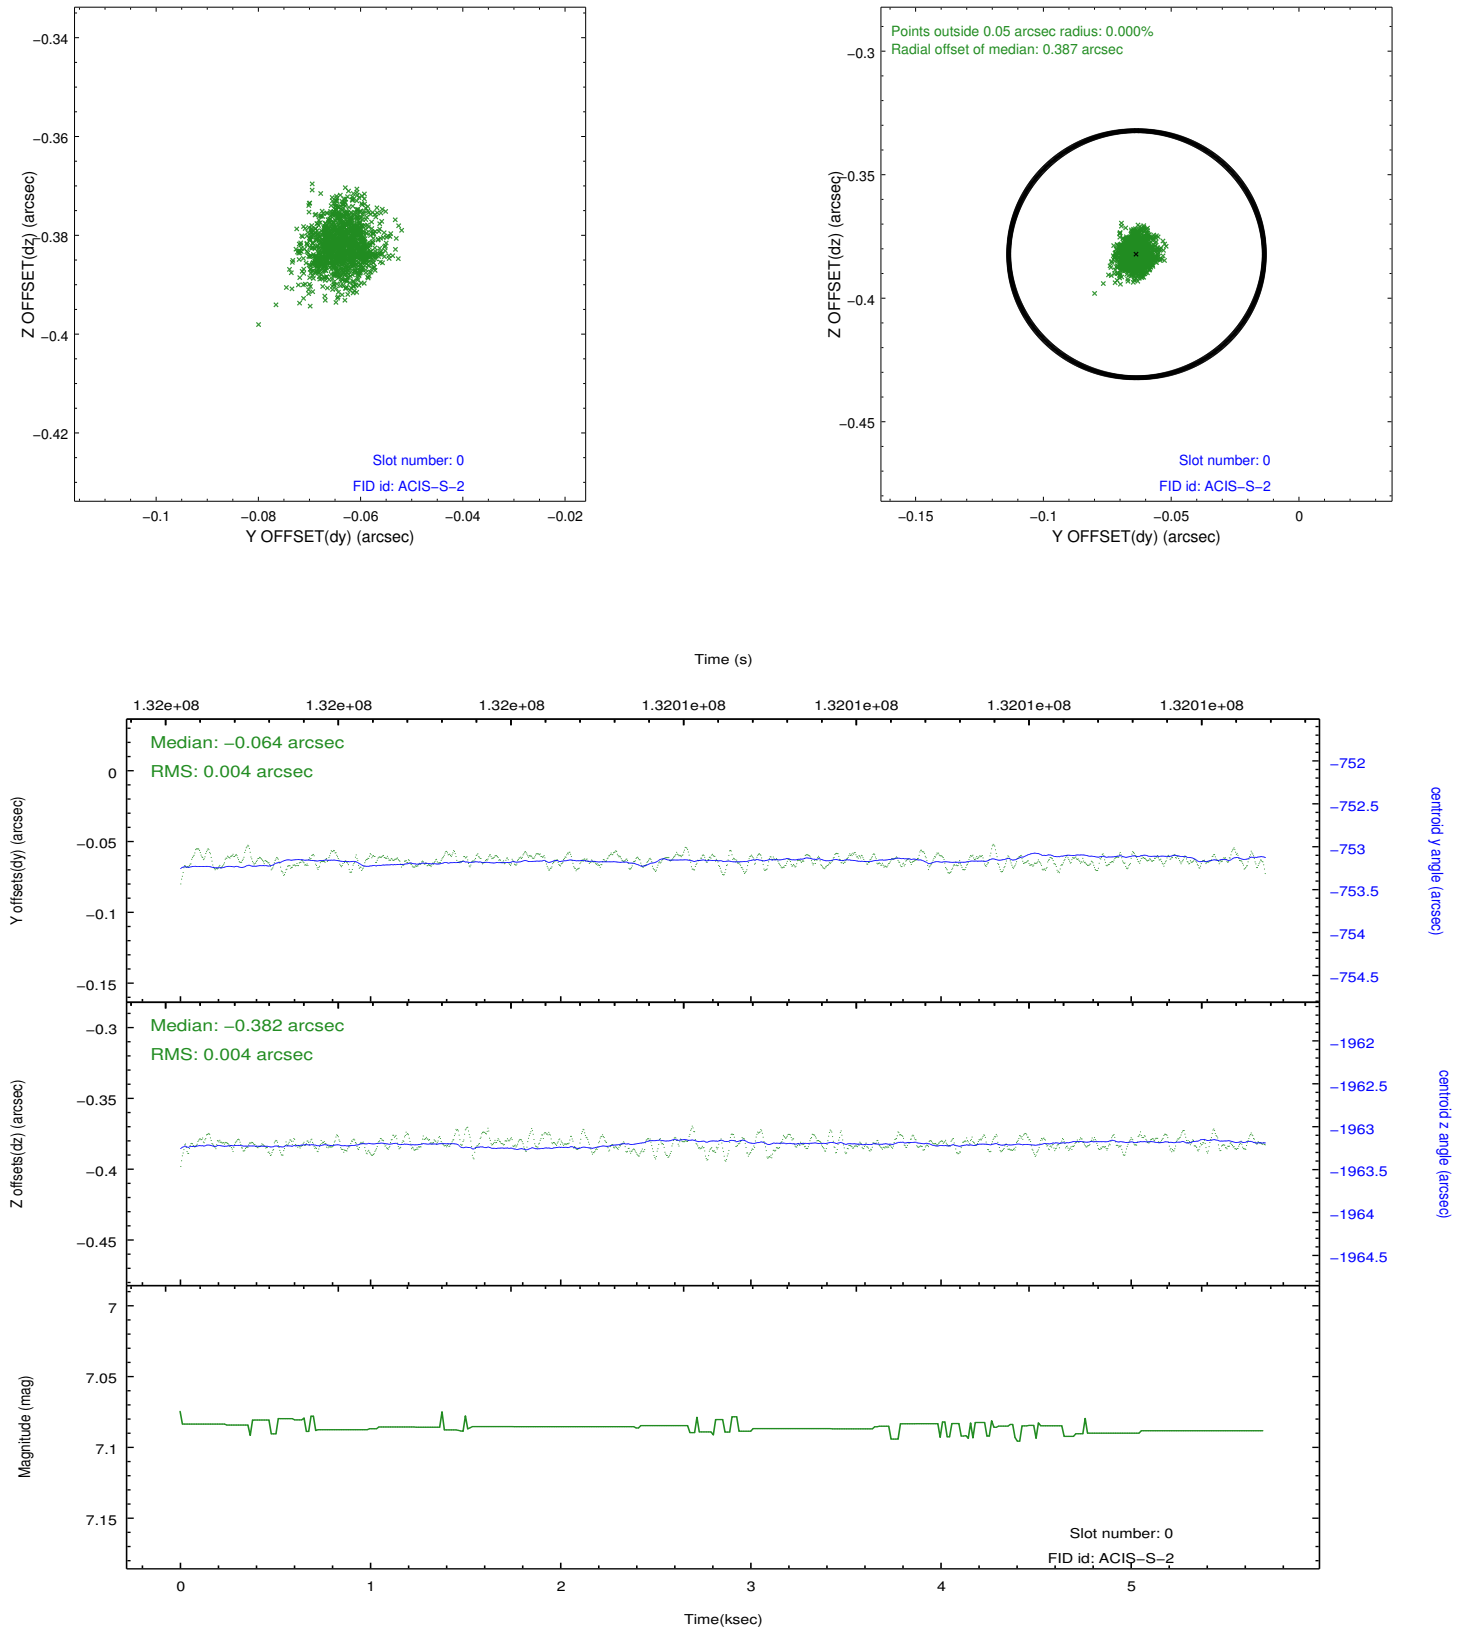 −0.34
−0.36
−0.38
−0.4
−0.42
Z OFFSET(dz) (arcsec)
Slot number: 0
FID id: ACIS−S−2
−0.1 −0.08 −0.06 −0.04 −0.02
Y OFFSET(dy) (arcsec)
Points outside 0.05 arcsec radius: 0.000%
Radial offset of median: 0.387 arcsec
−0.3
−0.35
−0.4
−0.45
Z OFFSET(dz) (arcsec)
Slot number: 0
FID id: ACIS−S−2
−0.15 −0.1 −0.05 0
Y OFFSET(dy) (arcsec)
Time (s)
1.32e+08 1.32e+08 1.32e+08 1.3201e+08 1.3201e+08 1.3201e+08 1.3201e+08
Median: −0.064 arcsec
RMS: 0.004 arcsec
0
−0.05
−0.1
−0.15
Y offsets(dy) (arcsec)
−752
−752.5
−753
−753.5
−754
−754.5
centroid y angle (arcsec)
Median: −0.382 arcsec
RMS: 0.004 arcsec
−0.3
−0.35
−0.4
−0.45
Z offsets(dz) (arcsec)
−1962
−1962.5
−1963
−1963.5
−1964
−1964.5
centroid z angle (arcsec)
7
7.05
7.1
7.15
Magnitude (mag)
Slot number: 0
FID id: ACIS−S−2
0 1 2 3 4 5
Time(ksec)